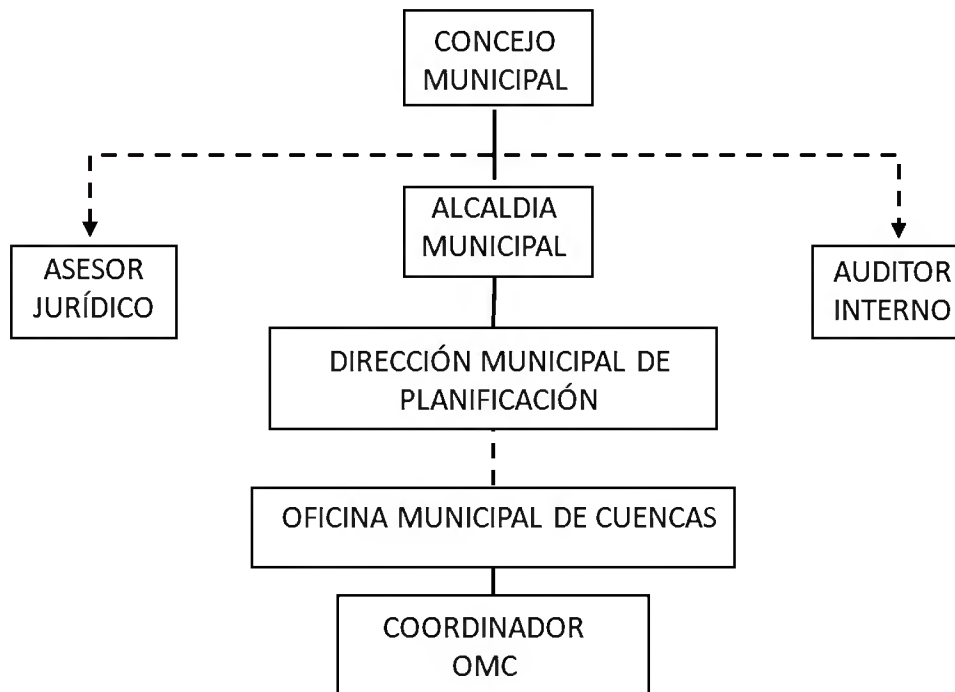 CONCEJO
MUNICIPAL
ALCALDIA
MUNICIPAL
ASESOR
JURÍDICO
AUDITOR
INTERNO
DIRECCIÓN MUNICIPAL DE
PLANIFICACIÓN
OFICINA MUNICIPAL DE CUENCAS
COORDINADOR
OMC